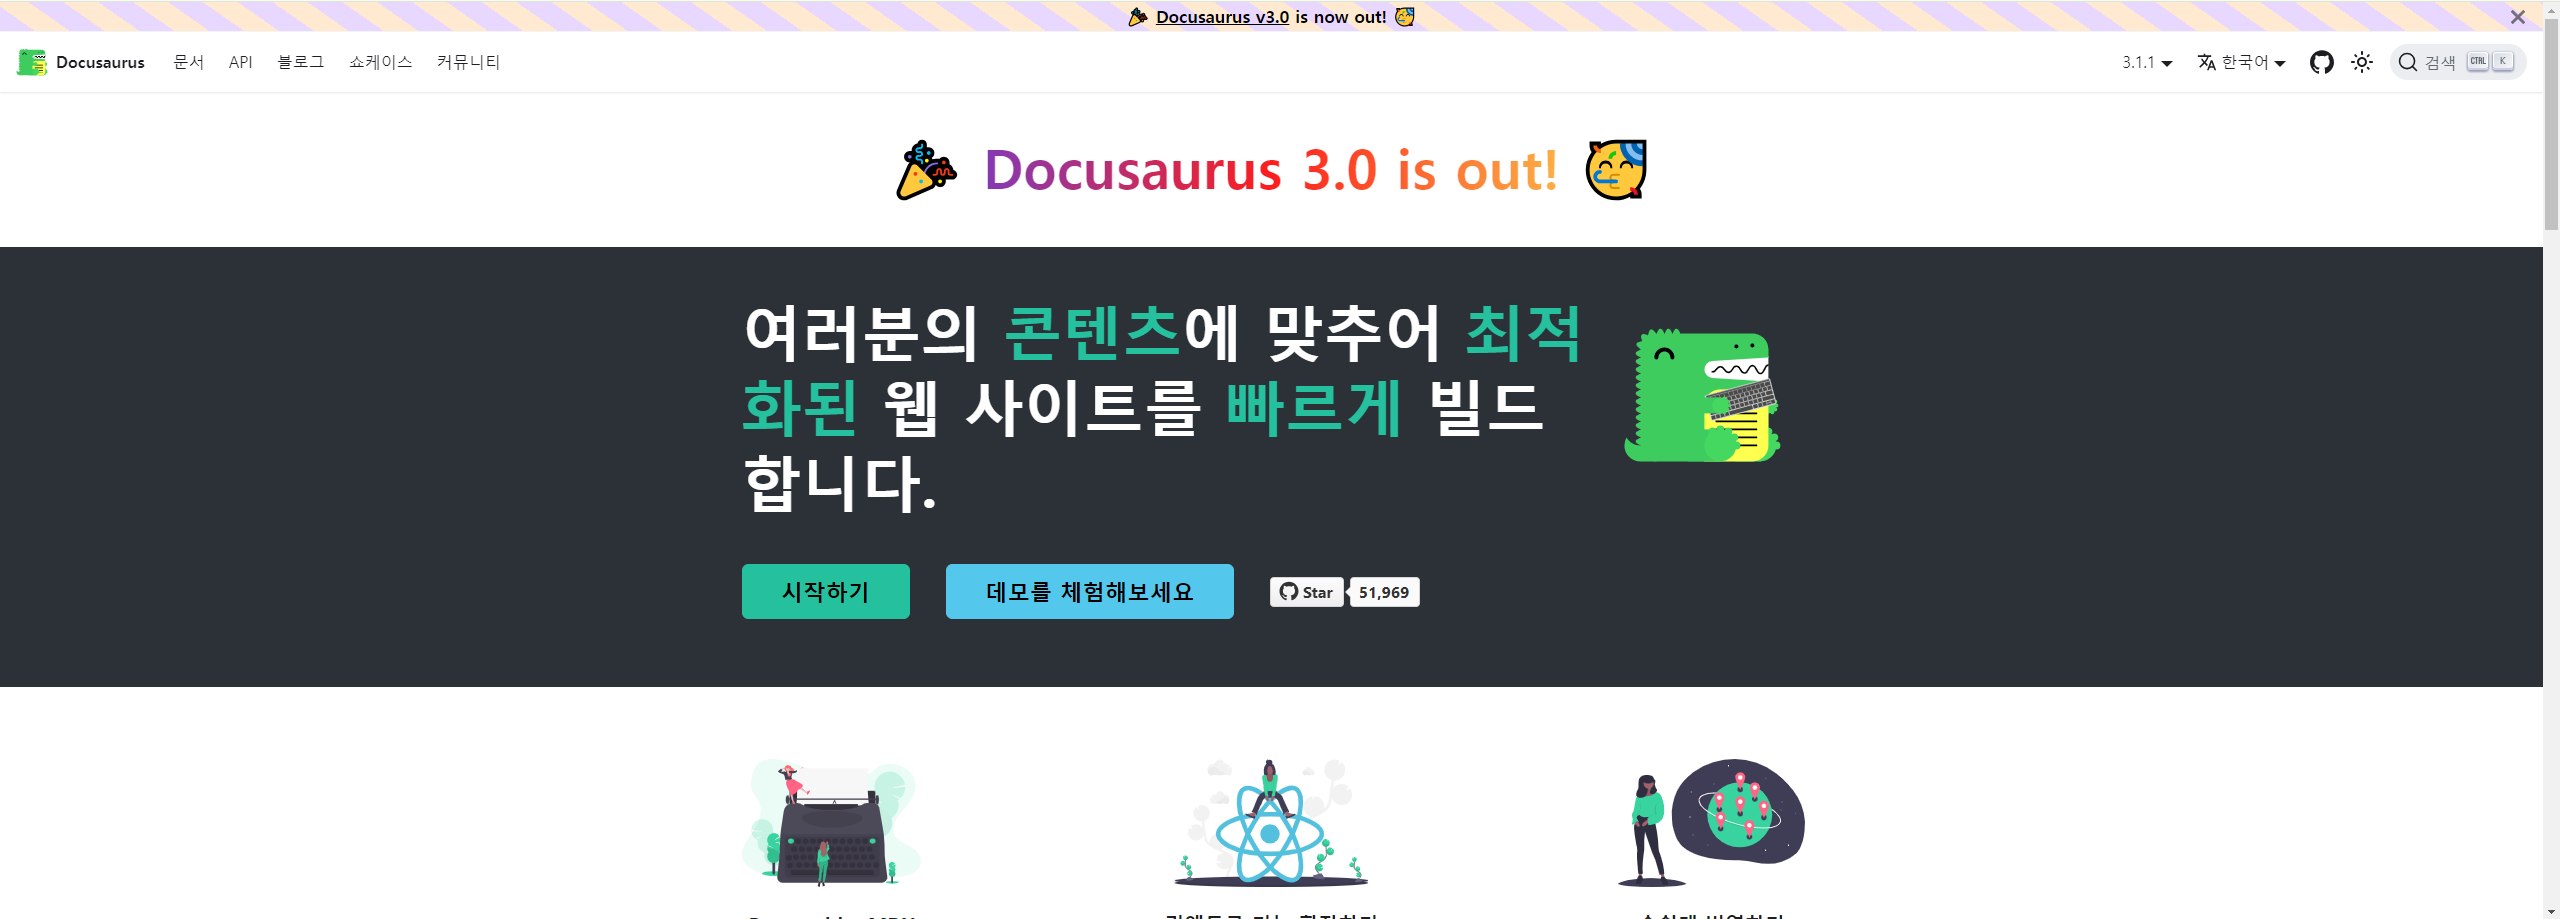 Docusaurus v3.0 is now out!
Docusaurus 문서 API 블로그 쇼케이스 커뮤니티 3.1.1 한국어 검색 CTRL K
Docusaurus 3.0 is out!
여러분의 콘텐츠에 맞추어 최적
화된 웹 사이트를 빠르게 빌드
합니다.
시작하기 데모를 체험해보세요 Star 51,969